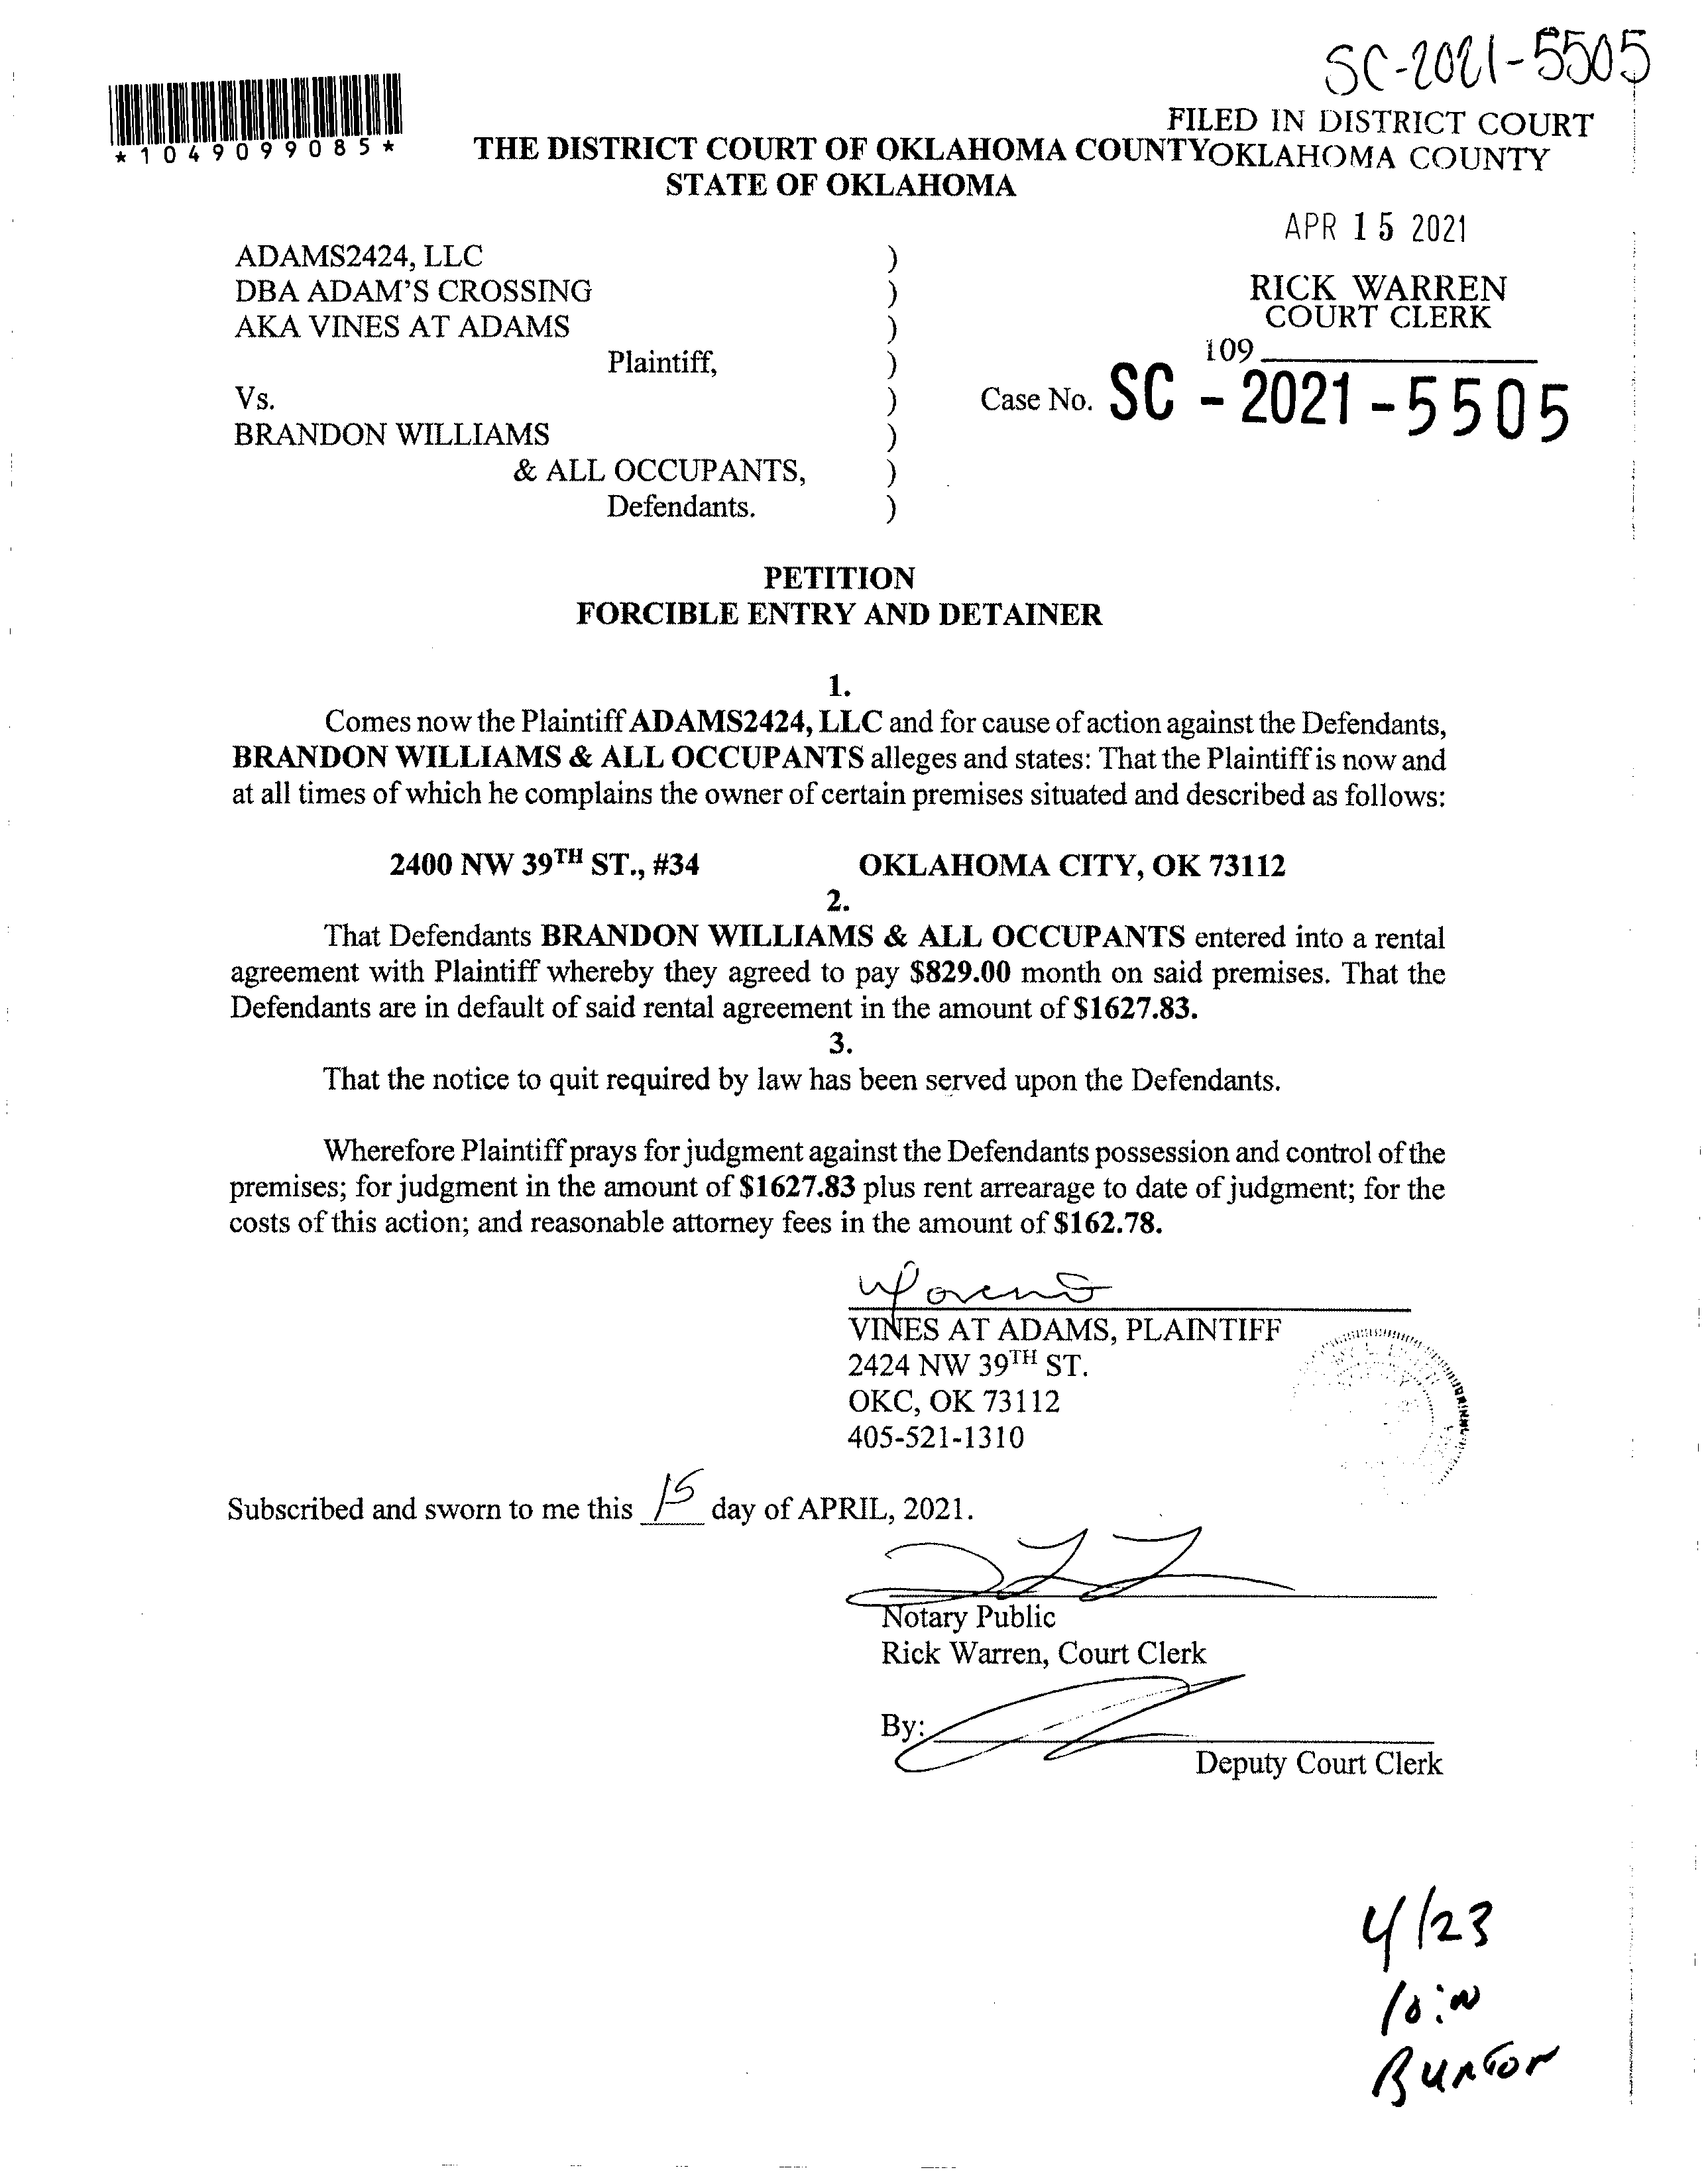 SC-2021-5505
FILED IN DISTRICT COURT
OKLAHOMA COUNTY
*1049099085*
THE DISTRICT COURT OF OKLAHOMA COUNTY
STATE OF OKLAHOMA
APR 15 2021
RICK WARREN
COURT CLERK
109
ADAMS2424, LLC )
DBA ADAM'S CROSSING )
AKA VINES AT ADAMS )
Plaintiff, )
Vs. ) Case No. SC - 2021 - 5505
BRANDON WILLIAMS )
& ALL OCCUPANTS, )
Defendants. )
PETITION
FORCIBLE ENTRY AND DETAINER
1.
Comes now the Plaintiff ADAMS2424, LLC and for cause of action against the Defendants,
BRANDON WILLIAMS & ALL OCCUPANTS alleges and states: That the Plaintiff is now and
at all times of which he complains the owner of certain premises situated and described as follows:
2400 NW 39TH ST., #34 OKLAHOMA CITY, OK 73112
2.
That Defendants BRANDON WILLIAMS & ALL OCCUPANTS entered into a rental
agreement with Plaintiff whereby they agreed to pay $829.00 month on said premises. That the
Defendants are in default of said rental agreement in the amount of $1627.83.
3.
That the notice to quit required by law has been served upon the Defendants.
Wherefore Plaintiff prays for judgment against the Defendants possession and control of the
premises; for judgment in the amount of $1627.83 plus rent arrearage to date of judgment; for the
costs of this action; and reasonable attorney fees in the amount of $162.78.
VINES AT ADAMS, PLAINTIFF
2424 NW 39TH ST.
OKC, OK 73112
405-521-1310
Subscribed and sworn to me this 15 day of APRIL, 2021.
Notary Public
Rick Warren, Court Clerk
By:
Deputy Court Clerk
4/23